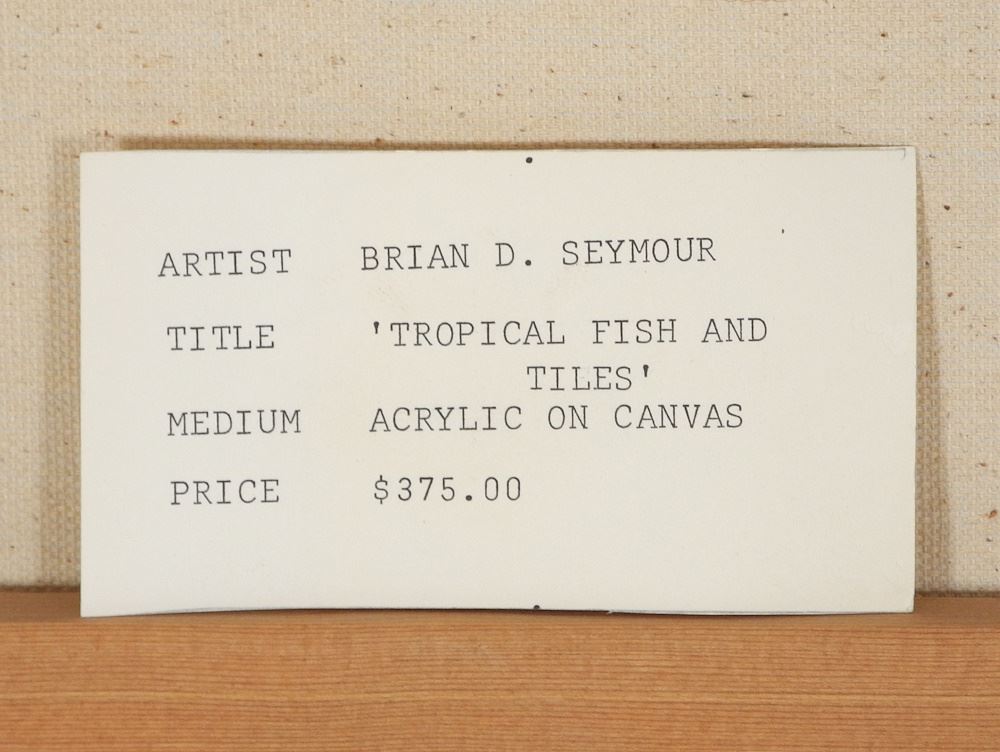 ARTIST BRIAN D. SEYMOUR
TITLE 'TROPICAL FISH AND
TILES'
MEDIUM ACRYLIC ON CANVAS
PRICE $375.00